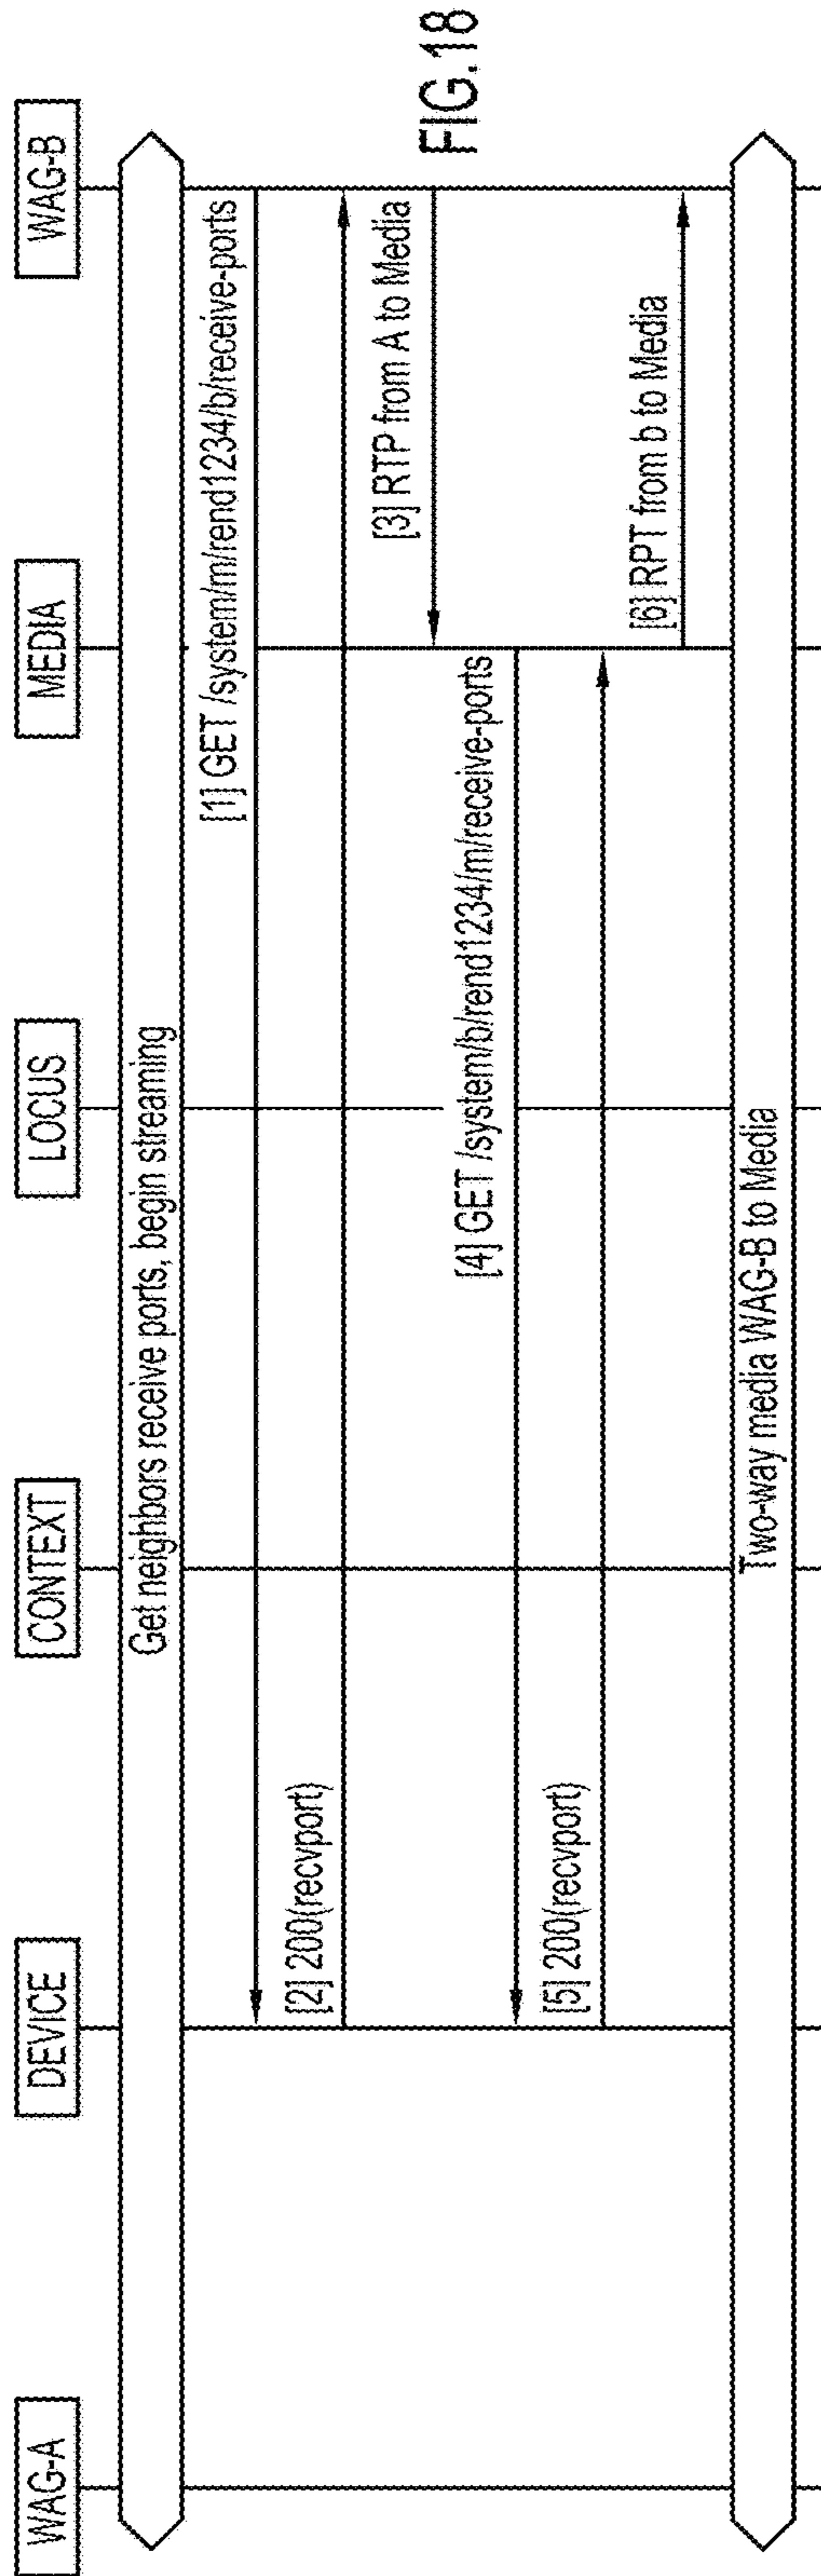 WAG-A
DEVICE
CONTEXT
LOCUS
MEDIA
WAG-B
Get neighbors receive ports, begin streaming
[1] GET /system/m/rend1234/b/receive-ports
[2] 200(recvport)
[3] RTP from A to Media
[4] GET /system/b/rend1234/m/receive-ports
[5] 200(recvport)
[6] RPT from b to Media
Two-way media WAG-B to Media
FIG.18